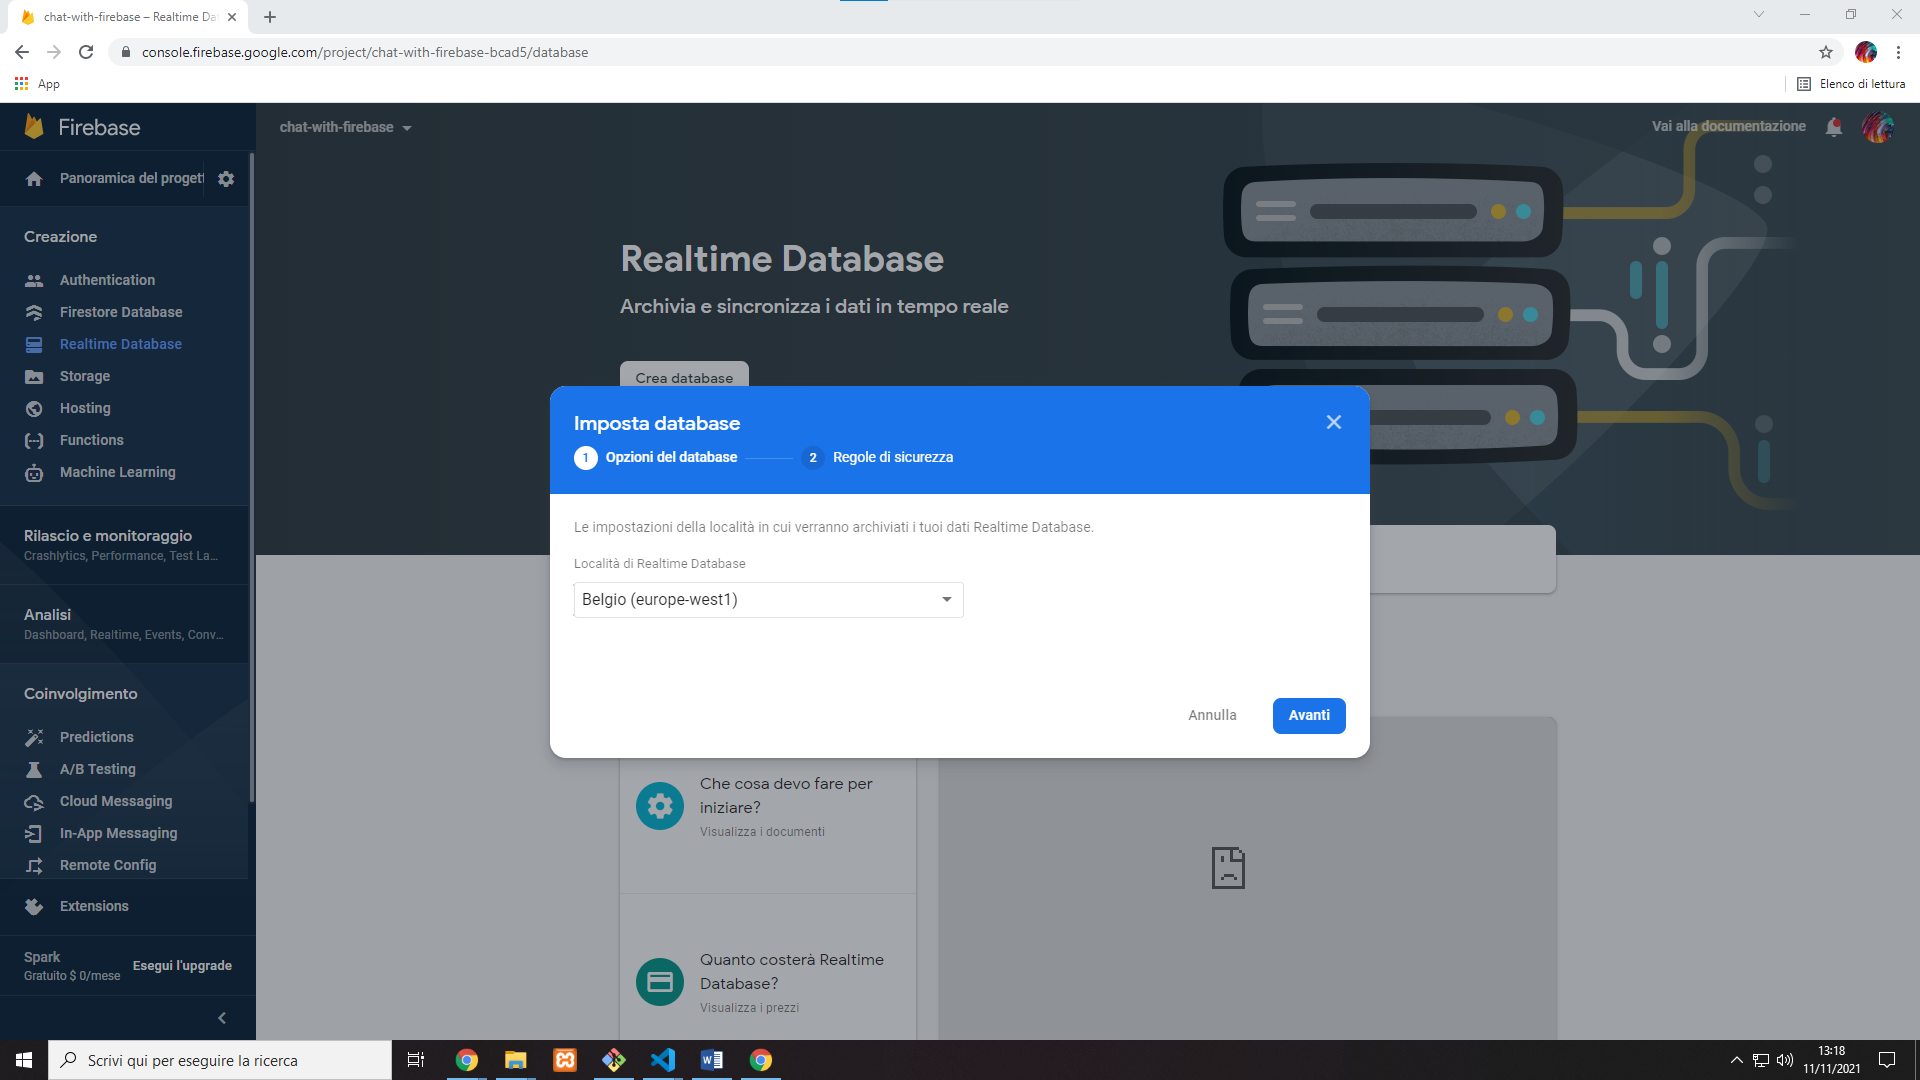 chat-with-firebase – Realtime Da
console.firebase.google.com/project/chat-with-firebase-bcad5/database
App
Elenco di lettura
Firebase
chat-with-firebase
Vai alla documentazione
Panoramica del proget
Creazione
Authentication
Firestore Database
Realtime Database
Storage
Hosting
Functions
Machine Learning
Rilascio e monitoraggio
Crashlytics, Performance, Test La...
Analisi
Dashboard, Realtime, Events, Conv...
Coinvolgimento
Predictions
A/B Testing
Cloud Messaging
In-App Messaging
Remote Config
Extensions
Spark
Gratuito $ 0/mese
Esegui l'upgrade
Realtime Database
Archivia e sincronizza i dati in tempo reale
Crea database
Imposta database
1 Opzioni del database
2 Regole di sicurezza
Le impostazioni della località in cui verranno archiviati i tuoi dati Realtime Database.
Località di Realtime Database
Belgio (europe-west1)
Annulla
Avanti
Che cosa devo fare per
iniziare?
Visualizza i documenti
Quanto costerà Realtime
Database?
Visualizza i prezzi
Scrivi qui per eseguire la ricerca
13:18
11/11/2021